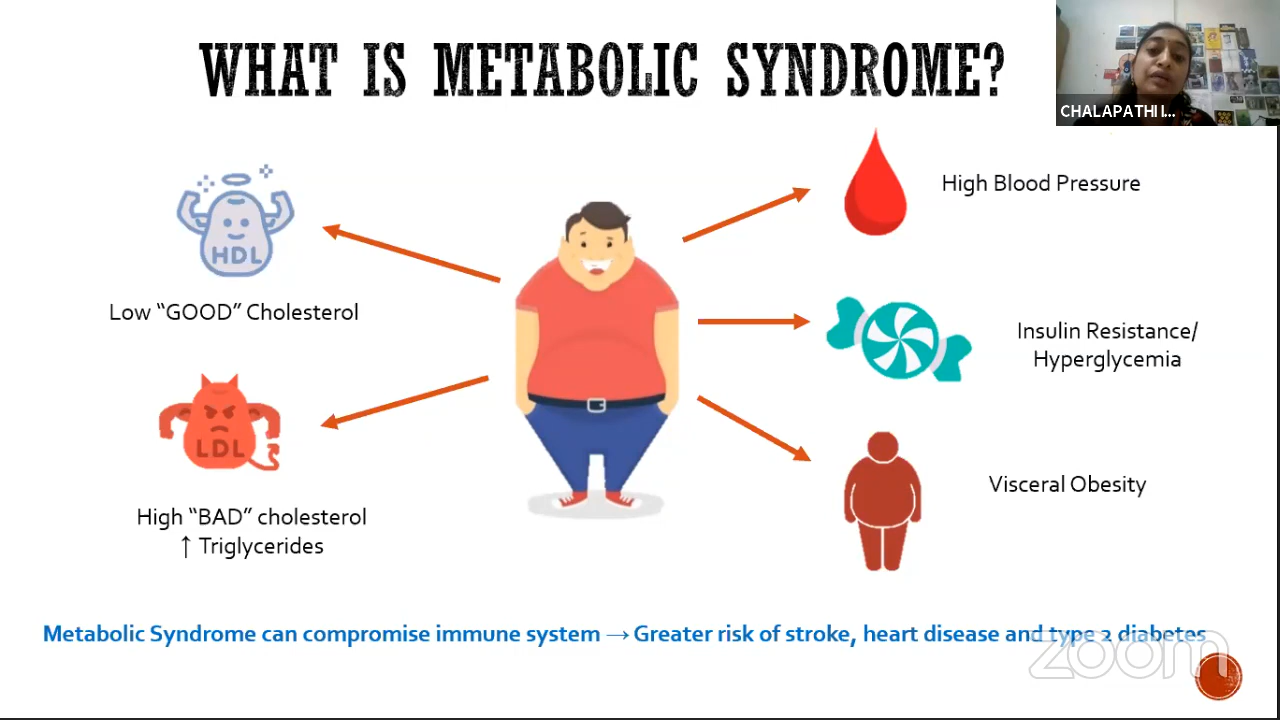 WHAT IS METABOLIC SYNDROME?
CHALAPATHI I...
HDL
Low “GOOD” Cholesterol
LDL
High “BAD” cholesterol
↑ Triglycerides
High Blood Pressure
Insulin Resistance/
Hyperglycemia
Visceral Obesity
Metabolic Syndrome can compromise immune system → Greater risk of stroke, heart disease and type 2 diabetes
zoom